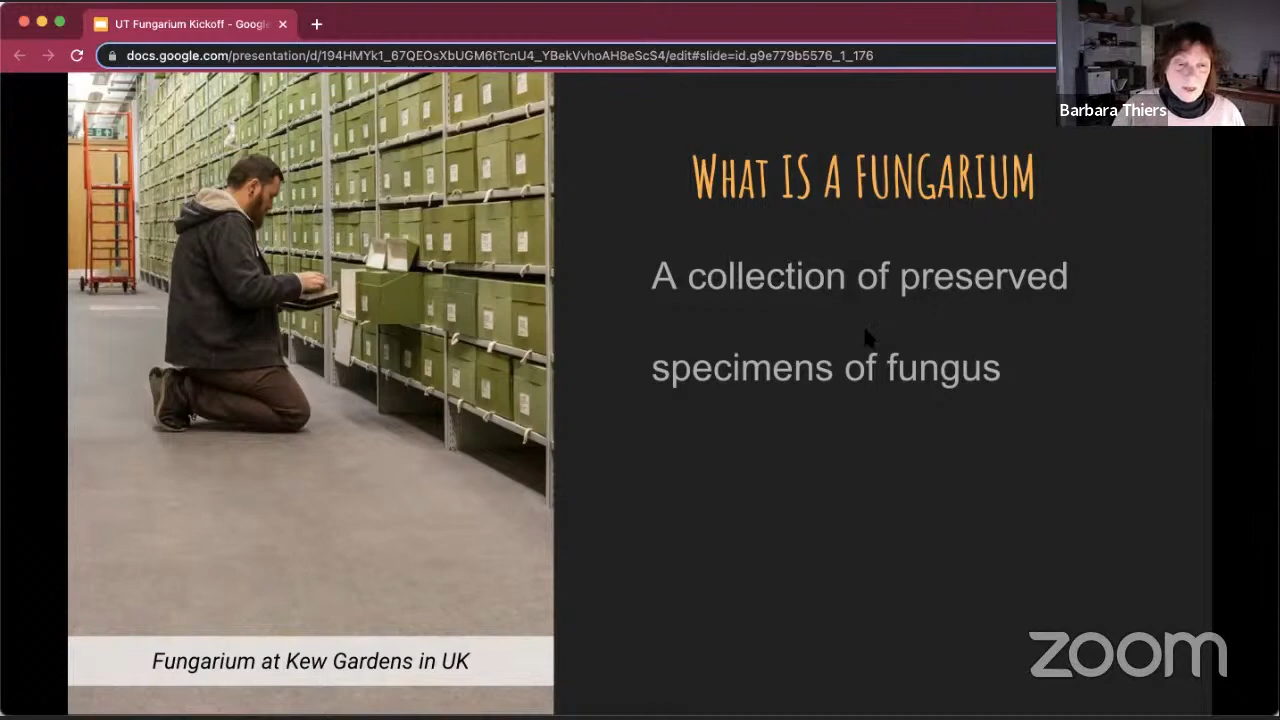 UT Fungarium Kickoff - Googl
docs.google.com/presentation/d/194HMYk1_67QEOsXbUGM6tTcnU4_YBekVvhoAH8eScS4/edit#slide=id.g9e779b5576_1_176
Barbara Thiers
WHAT IS A FUNGARIUM
A collection of preserved
specimens of fungus
Fungarium at Kew Gardens in UK
zoom